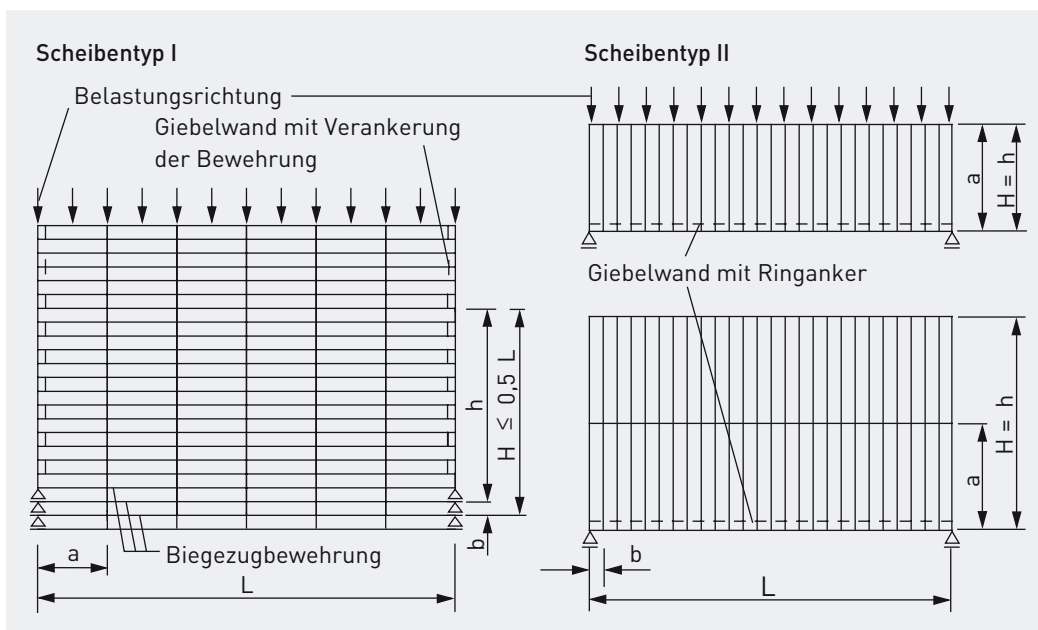 Scheibentyp I
Belastungsrichtung
Giebelwand mit Verankerung
der Bewehrung
h
H ≤ 0,5 L
b
a
Biegezugbewehrung
L
Scheibentyp II
a
H = h
Giebelwand mit Ringanker
a
H = h
b
L